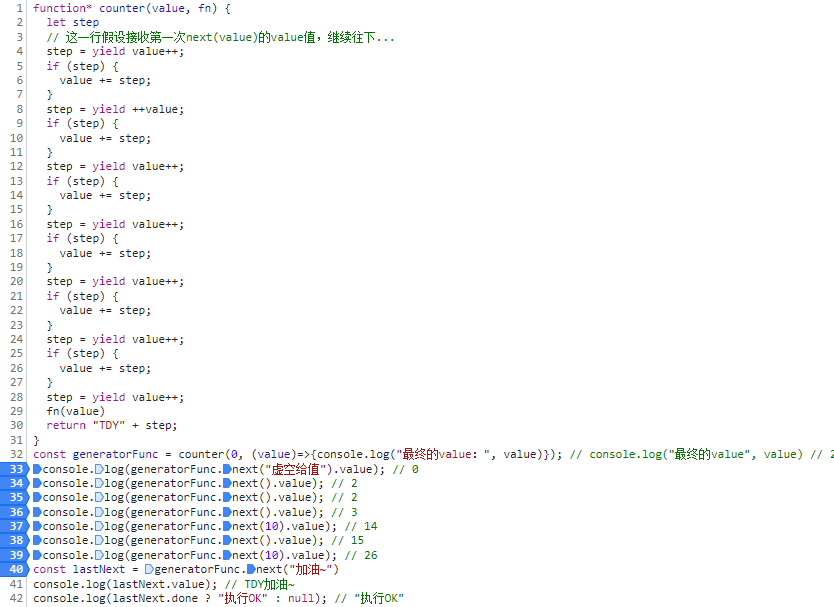 1 function* counter(value, fn) {
2 let step
3 // 这一行假设接收第一次next(value)的value值，继续往下...
4 step = yield value++;
5 if (step) {
6 value += step;
7 }
8 step = yield ++value;
9 if (step) {
10 value += step;
11 }
12 step = yield value++;
13 if (step) {
14 value += step;
15 }
16 step = yield value++;
17 if (step) {
18 value += step;
19 }
20 step = yield value++;
21 if (step) {
22 value += step;
23 }
24 step = yield value++;
25 if (step) {
26 value += step;
27 }
28 step = yield value++;
29 fn(value)
30 return "TDY" + step;
31 }
32 const generatorFunc = counter(0, (value)=>{console.log("最终的value: ", value)}); // console.log("最终的value", value) // 2
33 console.log(generatorFunc.next("虚空给值").value); // 0
34 console.log(generatorFunc.next().value); // 2
35 console.log(generatorFunc.next().value); // 2
36 console.log(generatorFunc.next().value); // 3
37 console.log(generatorFunc.next(10).value); // 14
38 console.log(generatorFunc.next().value); // 15
39 console.log(generatorFunc.next(10).value); // 26
40 const lastNext = generatorFunc.next("加油~")
41 console.log(lastNext.value); // TDY加油~
42 console.log(lastNext.done ? "执行OK" : null); // "执行OK"